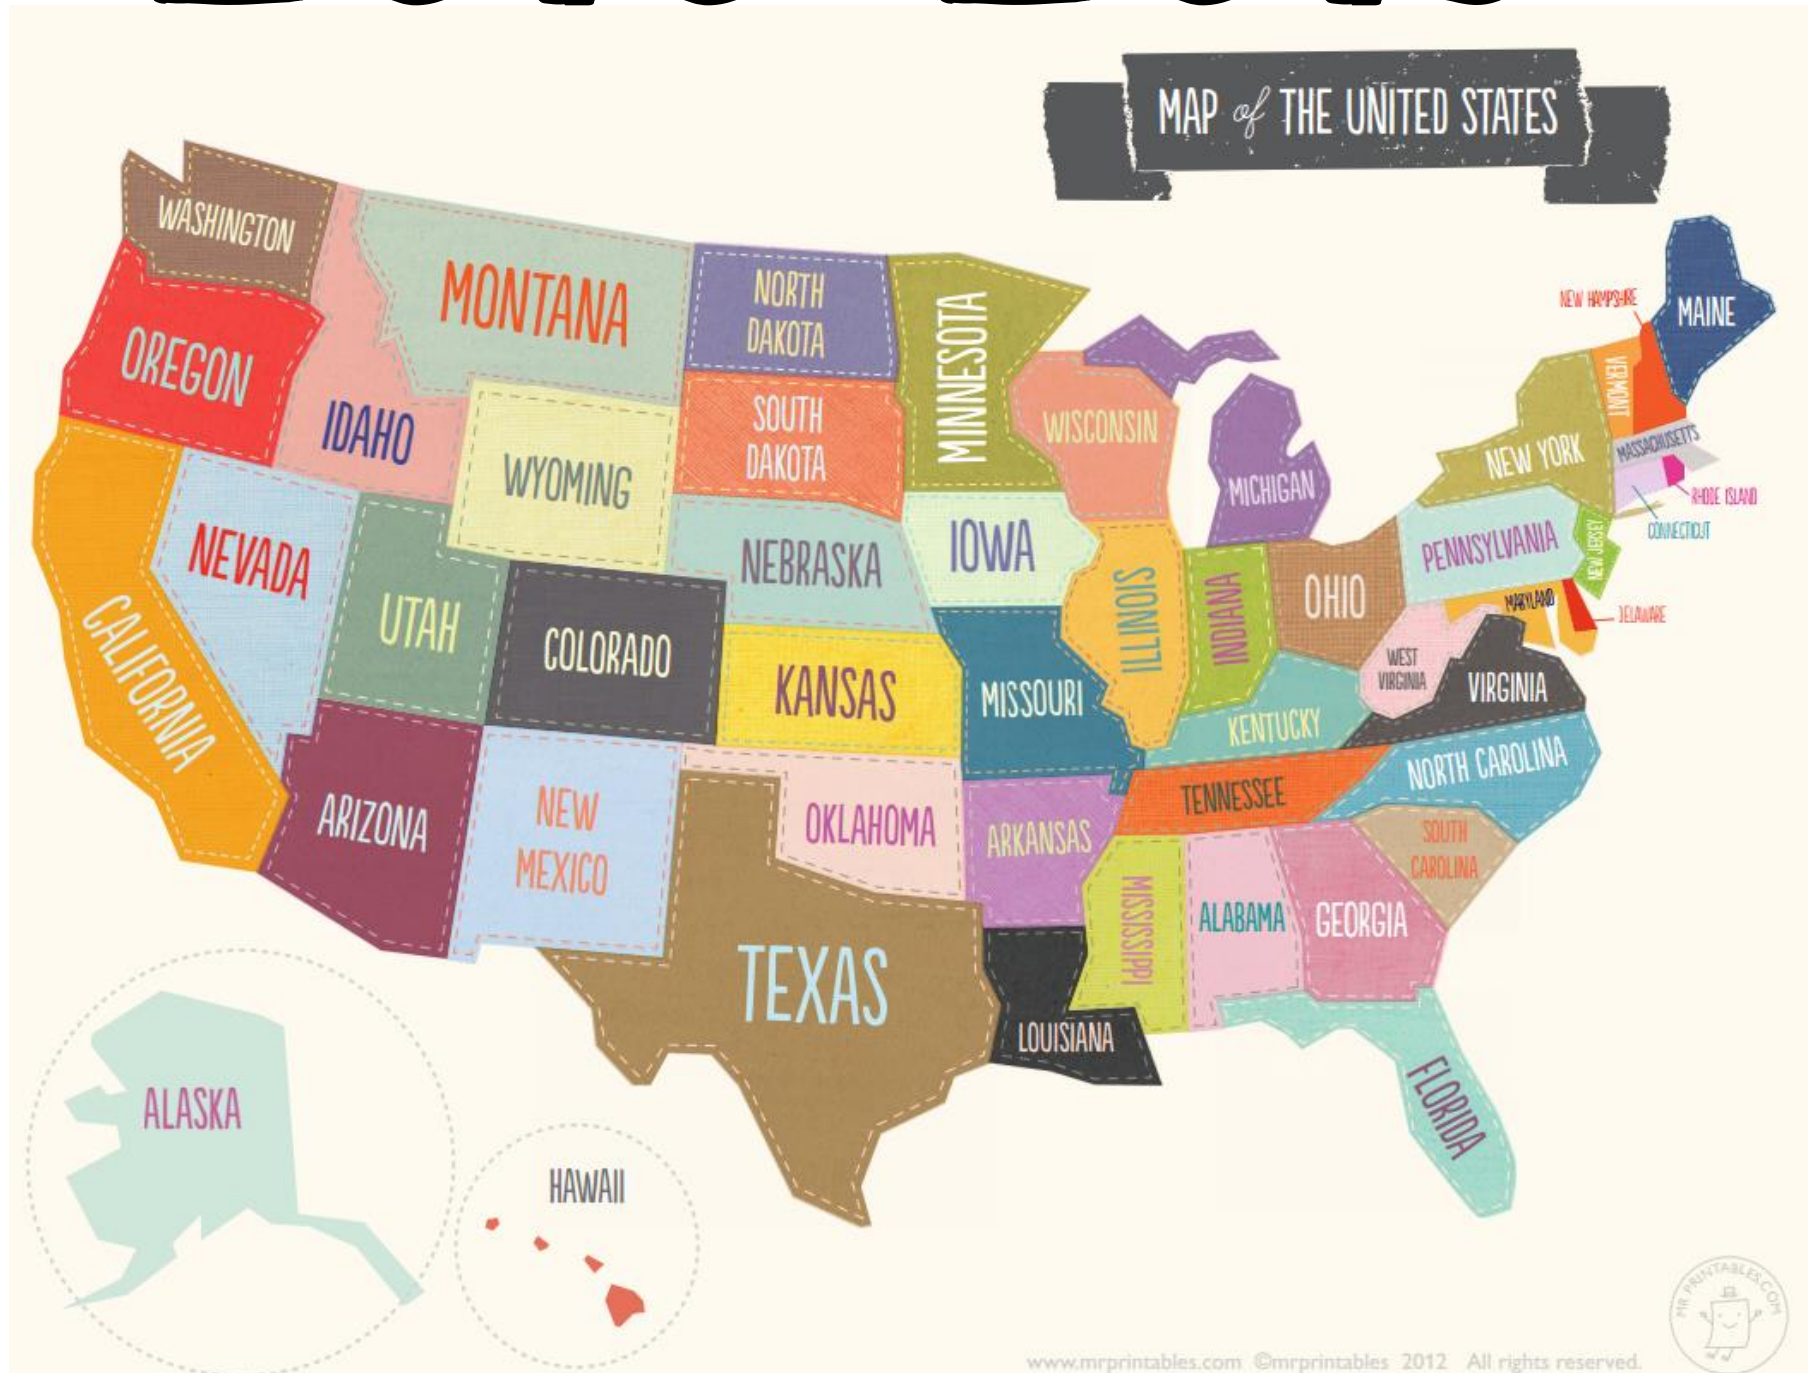 MAP of THE UNITED STATES
WASHINGTON
OREGON
CALIFORNIA
NEVADA
IDAHO
MONTANA
WYOMING
UTAH
ARIZONA
COLORADO
NEW
MEXICO
NORTH
DAKOTA
SOUTH
DAKOTA
NEBRASKA
KANSAS
OKLAHOMA
TEXAS
MINNESOTA
IOWA
MISSOURI
ARKANSAS
LOUISIANA
WISCONSIN
ILLINOIS
MICHIGAN
INDIANA
OHIO
KENTUCKY
TENNESSEE
MISSISSIPPI
ALABAMA
GEORGIA
FLORIDA
SOUTH
CAROLINA
NORTH CAROLINA
VIRGINIA
WEST
VIRGINIA
MARYLAND
DELAWARE
PENNSYLVANIA
NEW JERSEY
NEW YORK
CONNECTICUT
RHODE ISLAND
MASSACHUSETTS
VERMONT
NEW HAMPSHIRE
MAINE
ALASKA
HAWAII
MR PRINTABLES.COM
www.mrprintables.com ©mrprintables 2012 All rights reserved.